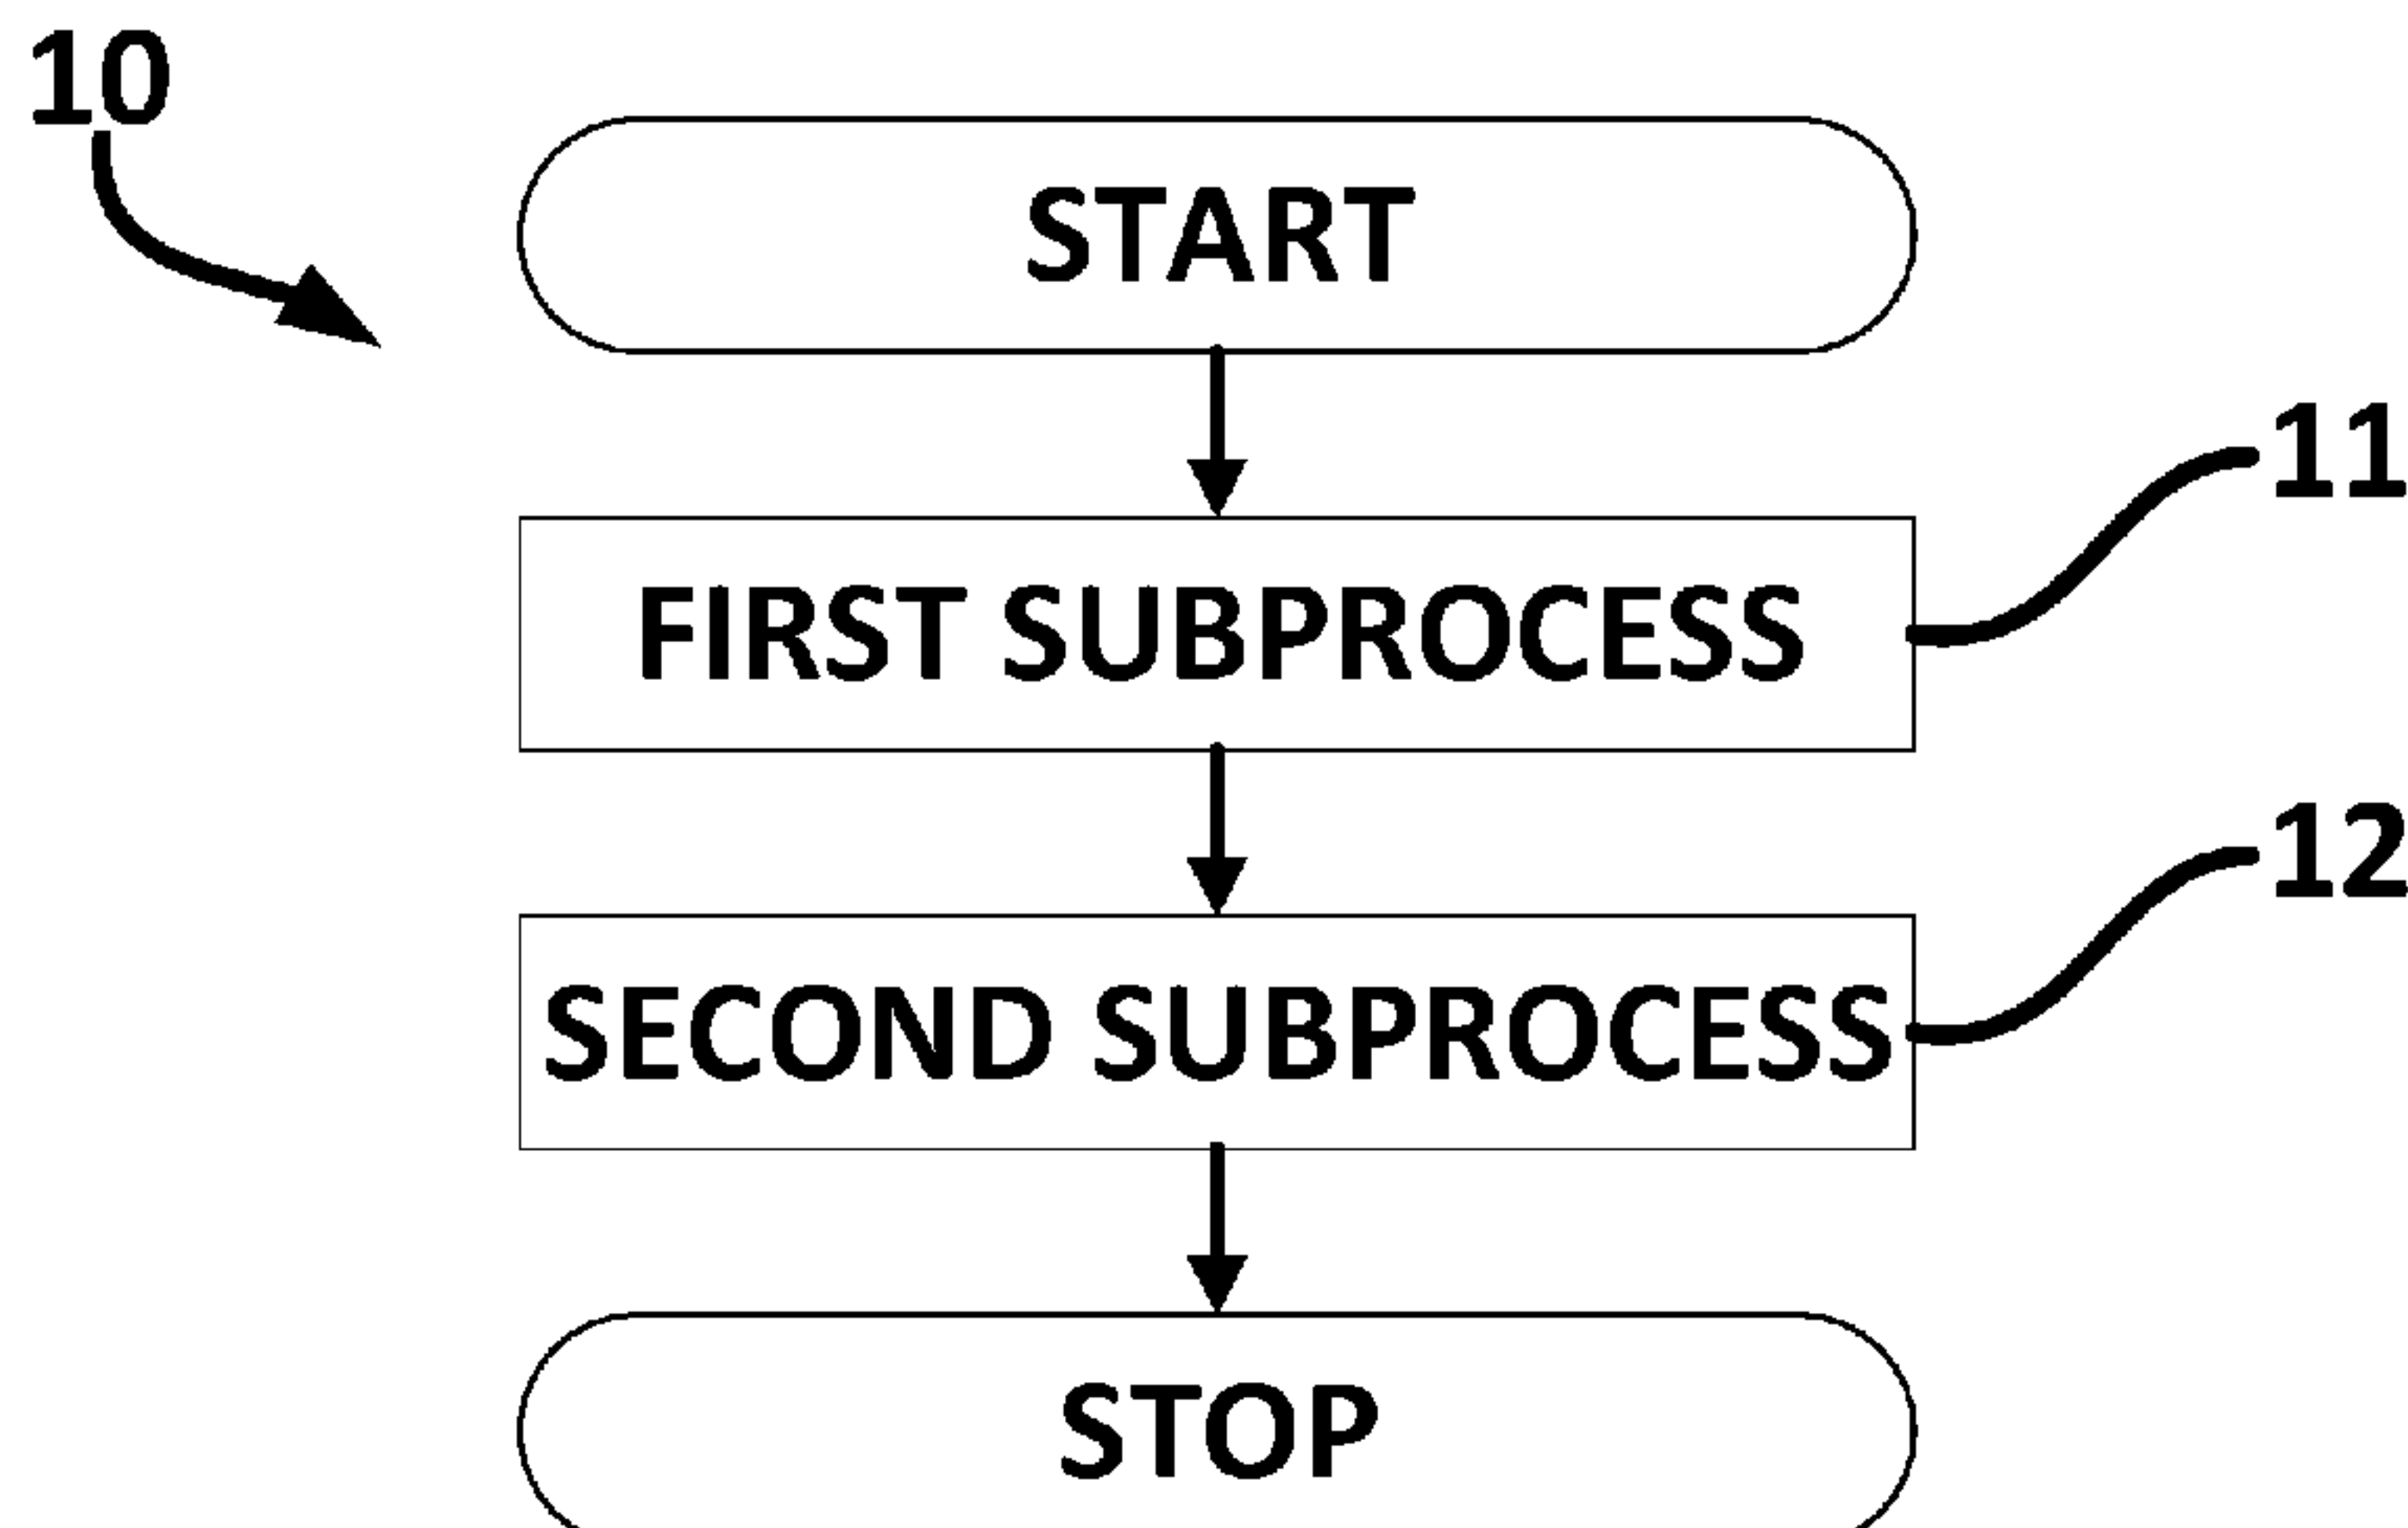 10
START
11
FIRST SUBPROCESS
12
SECOND SUBPROCESS
STOP